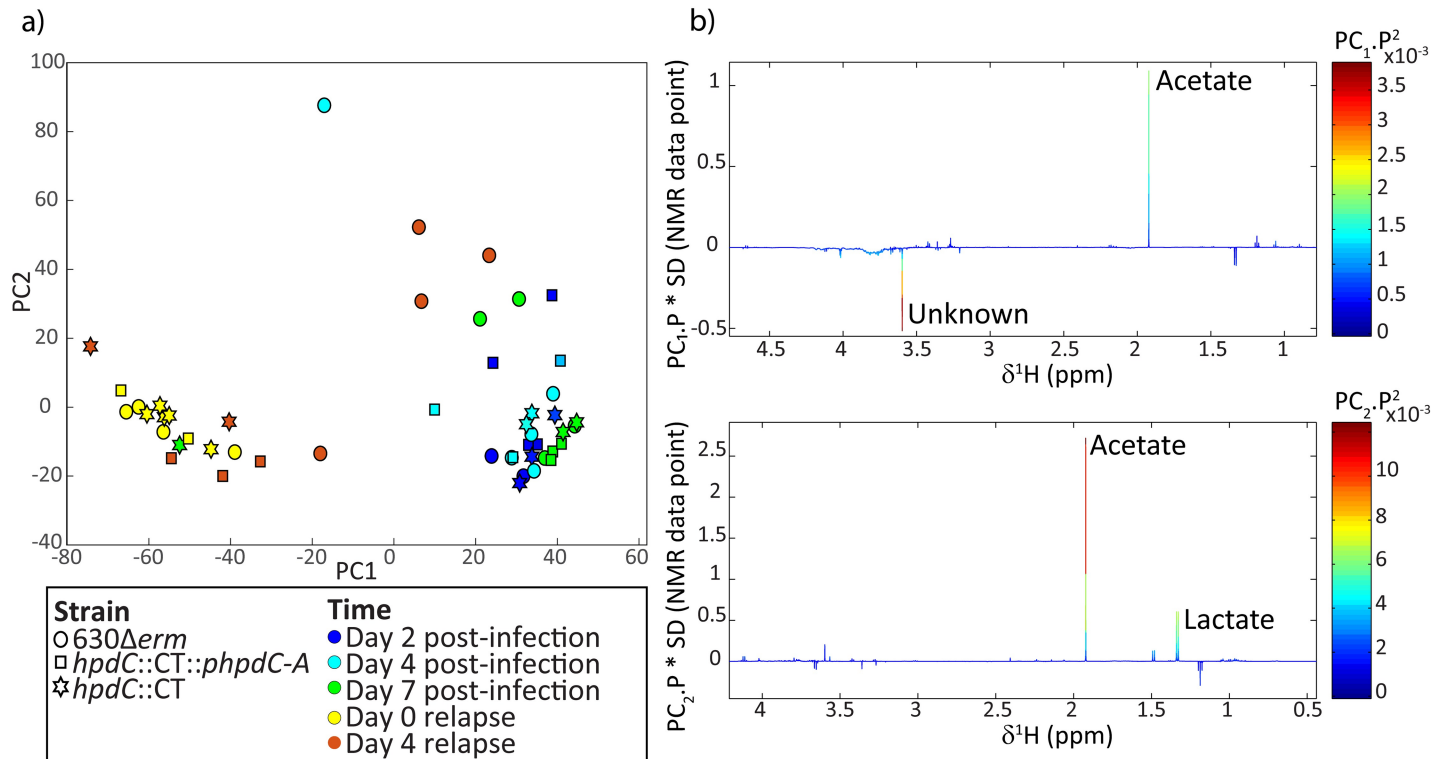 a)
100
80
60
40
20
0
-20
-40
PC2
-80 -60 -40 -20 0 20 40 60
PC1
Strain
630Δerm
hpdC::CT::phpdC-A
hpdC::CT
Time
Day 2 post-infection
Day 4 post-infection
Day 7 post-infection
Day 0 relapse
Day 4 relapse
b)
PC₁.P * SD (NMR data point)
1
0.5
0
-0.5
Acetate
Unknown
4.5 4 3.5 3 2.5 2 1.5 1
δ¹H (ppm)
PC₁.P²
x10⁻³
3.5
3
2.5
2
1.5
1
0.5
0
PC₂.P * SD (NMR data point)
2.5
2
1.5
1
0.5
0
Acetate
Lactate
4 3.5 3 2.5 2 1.5 1 0.5
δ¹H (ppm)
PC₂.P²
x10⁻³
10
8
6
4
2
0